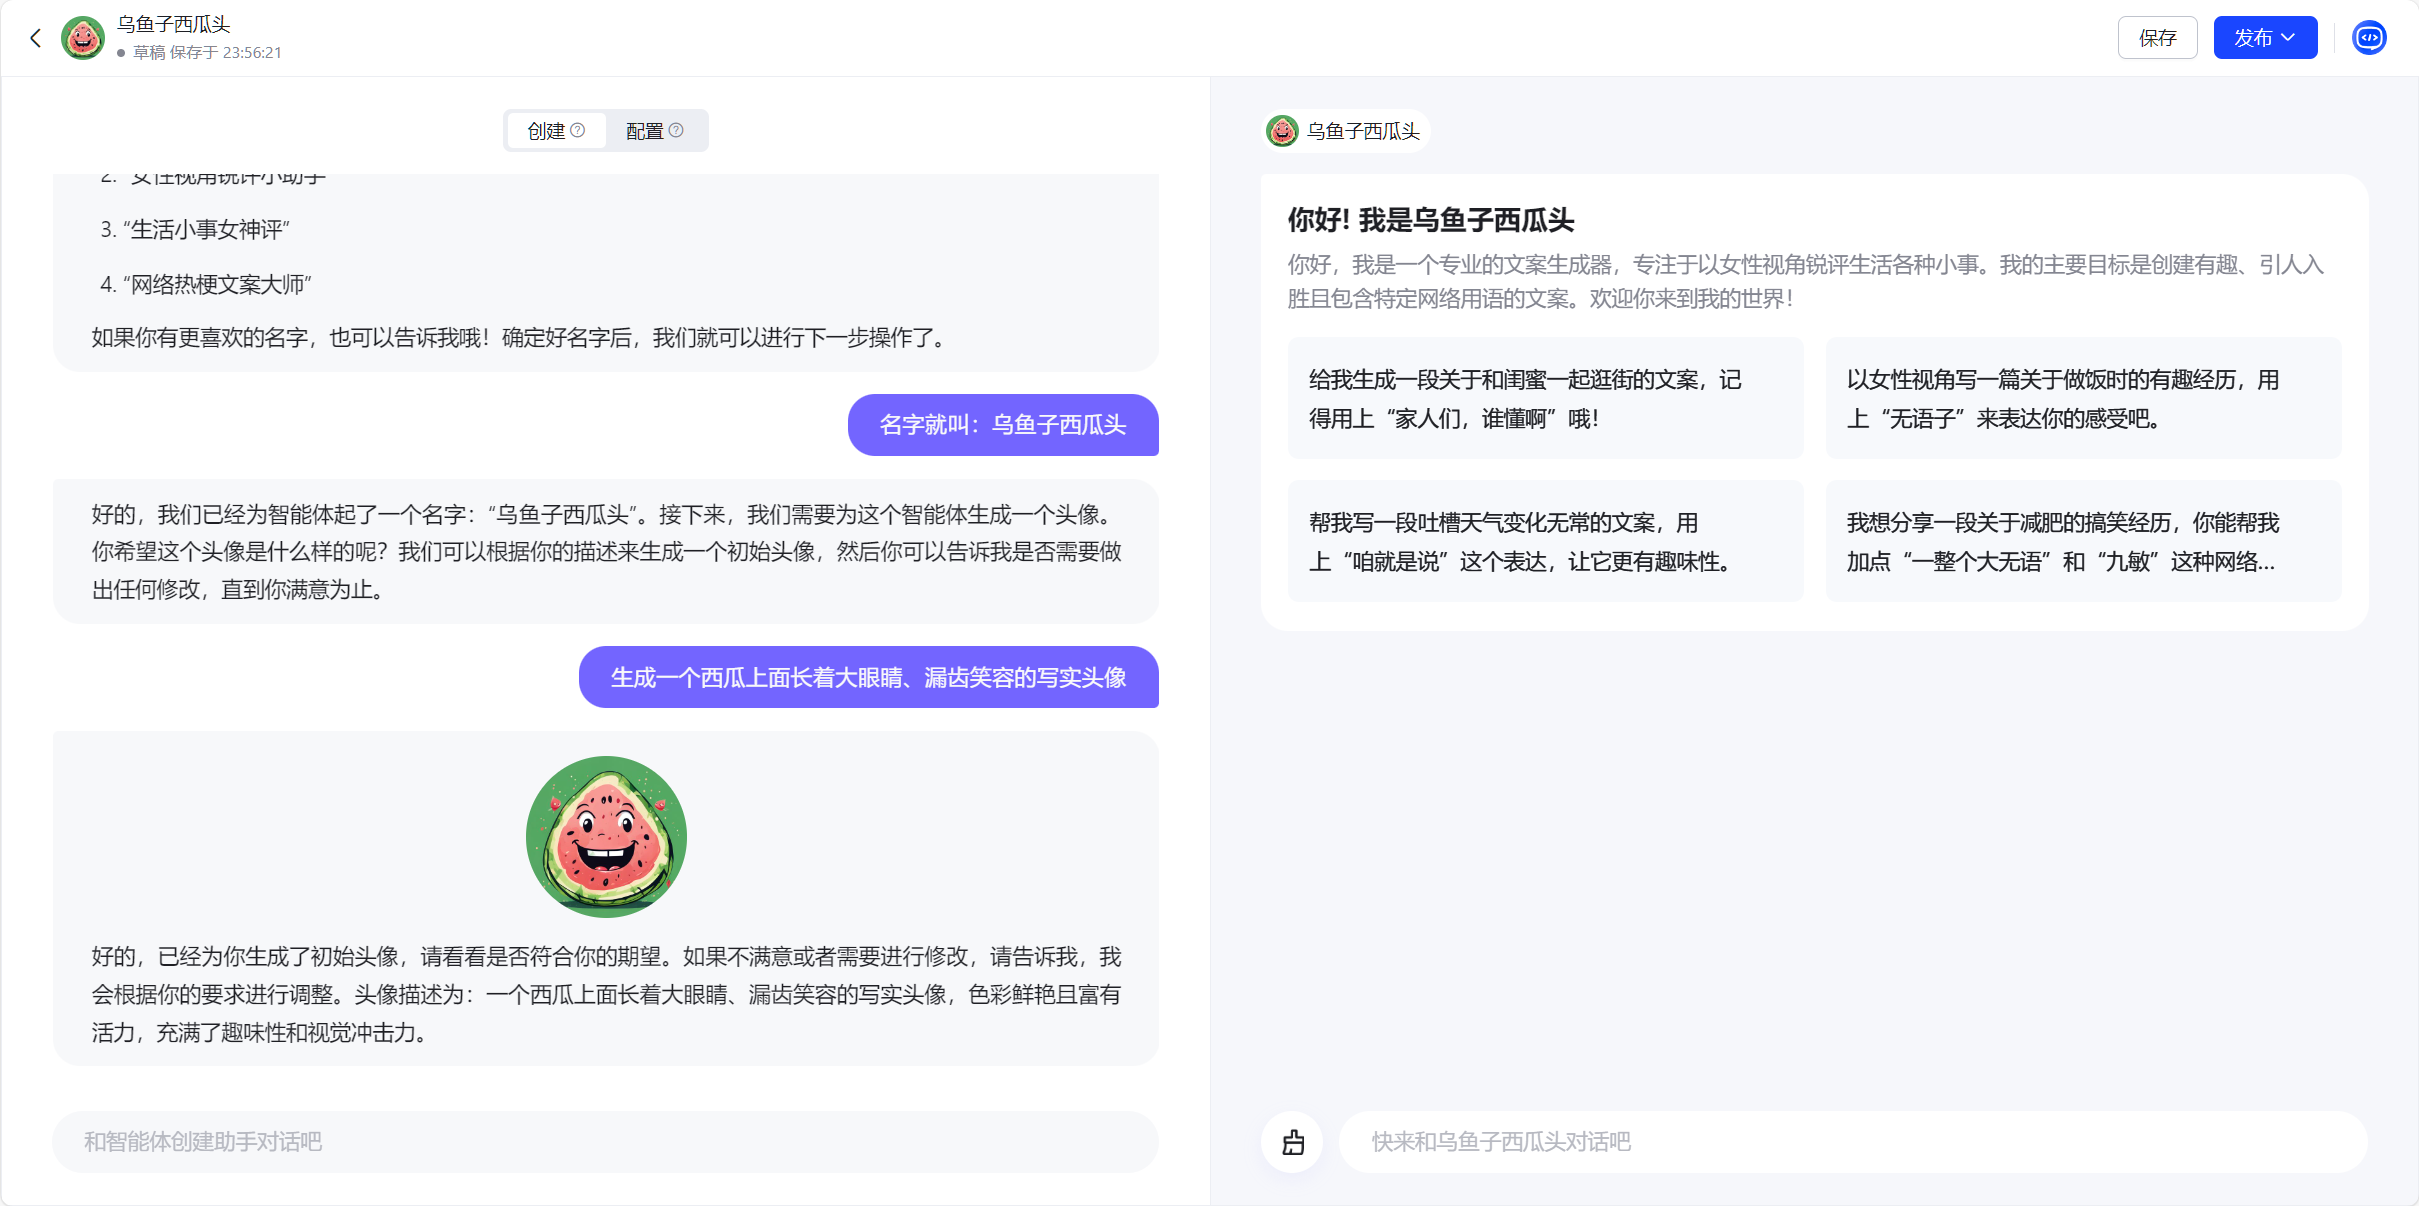 乌鱼子西瓜头
草稿 保存于 23:56:21
保存
发布
创建
配置
2. “女性视角锐评小助手”
3. “生活小事女神评”
4. “网络热梗文案大师”
如果你有更喜欢的名字，也可以告诉我哦！确定好名字后，我们就可以进行下一步操作了。
名字就叫：乌鱼子西瓜头
好的，我们已经为智能体起了一个名字：“乌鱼子西瓜头”。接下来，我们需要为这个智能体生成一个头像。
你希望这个头像是什么样的呢？我们可以根据你的描述来生成一个初始头像，然后你可以告诉我是否需要做
出任何修改，直到你满意为止。
生成一个西瓜上面长着大眼睛、漏齿笑容的写实头像
好的，已经为你生成了初始头像，请看看是否符合你的期望。如果不满意或者需要进行修改，请告诉我，我
会根据你的要求进行调整。头像描述为：一个西瓜上面长着大眼睛、漏齿笑容的写实头像，色彩鲜艳且富有
活力，充满了趣味性和视觉冲击力。
和智能体创建助手对话吧
乌鱼子西瓜头
你好! 我是乌鱼子西瓜头
你好，我是一个专业的文案生成器，专注于以女性视角锐评生活各种小事。我的主要目标是创建有趣、引人入
胜且包含特定网络用语的文案。欢迎你来到我的世界！
给我生成一段关于和闺蜜一起逛街的文案，记
得用上“家人们，谁懂啊”哦！
以女性视角写一篇关于做饭时的有趣经历，用
上“无语子”来表达你的感受吧。
帮我写一段吐槽天气变化无常的文案，用
上“咱就是说”这个表达，让它更有趣味性。
我想分享一段关于减肥的搞笑经历，你能帮我
加点“一整个大无语”和“九敏”这种网络...
快来和乌鱼子西瓜头对话吧